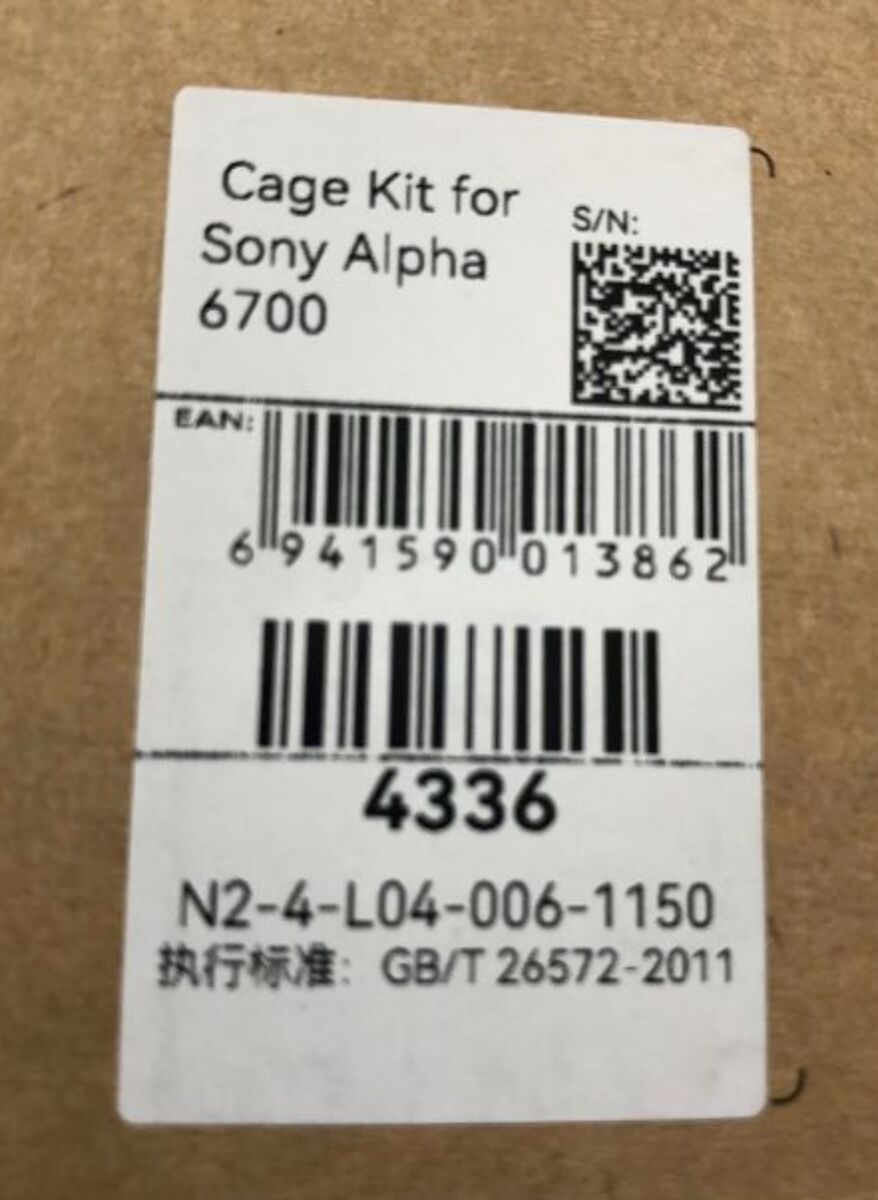 Cage Kit for
Sony Alpha
6700
S/N:
EAN:
6 941590 013862
4336
N2-4-L04-006-1150
执行标准：GB/T 26572-2011